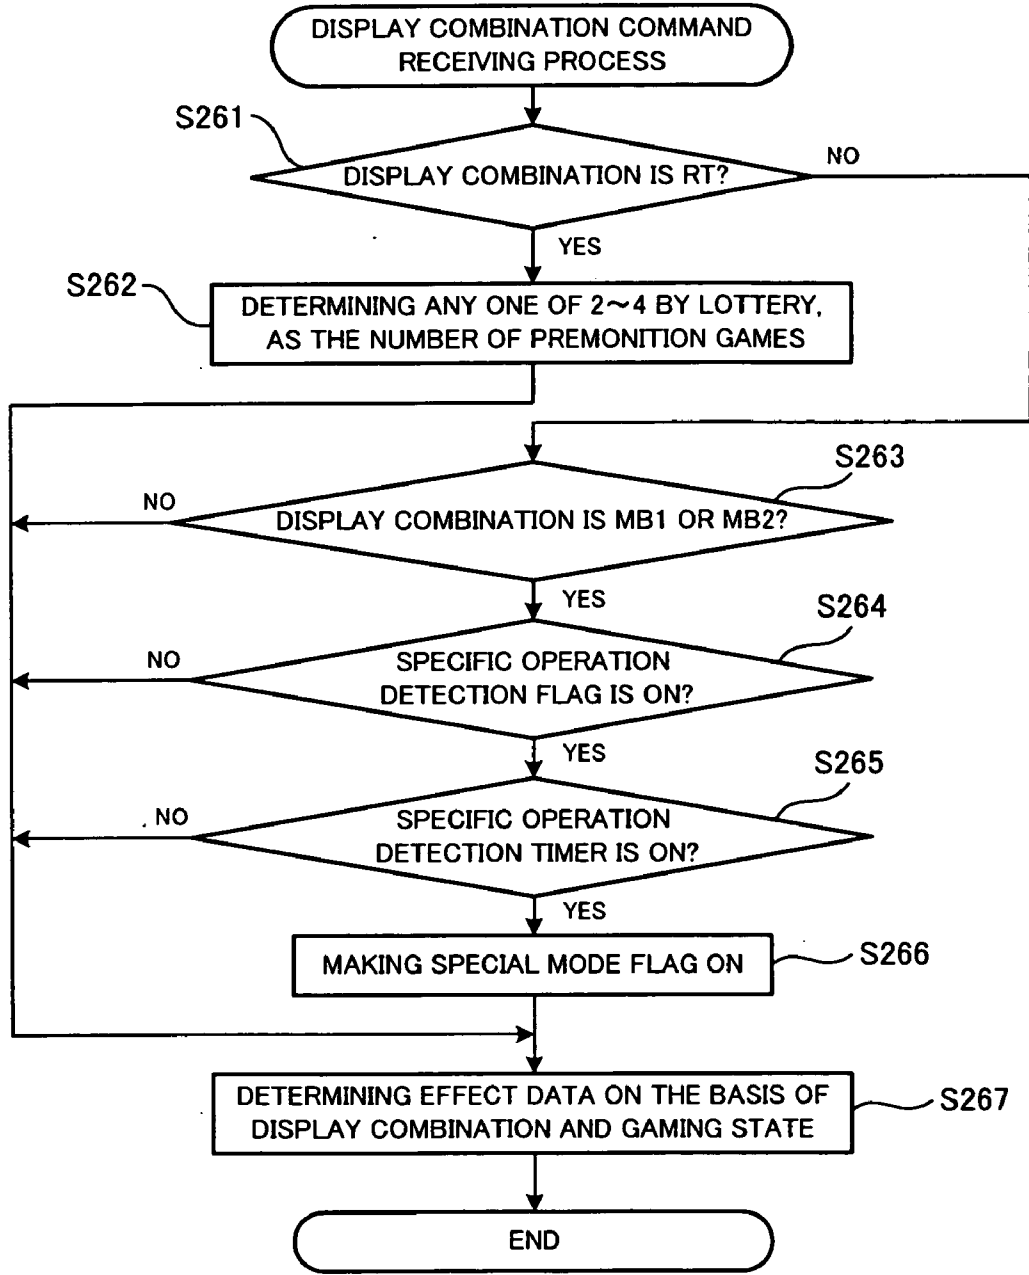 DISPLAY COMBINATION COMMAND
RECEIVING PROCESS
S261
DISPLAY COMBINATION IS RT?
NO
YES
S262
DETERMINING ANY ONE OF 2~4 BY LOTTERY,
AS THE NUMBER OF PREMONITION GAMES
S263
NO
DISPLAY COMBINATION IS MB1 OR MB2?
YES
S264
NO
SPECIFIC OPERATION
DETECTION FLAG IS ON?
YES
S265
NO
SPECIFIC OPERATION
DETECTION TIMER IS ON?
YES
MAKING SPECIAL MODE FLAG ON
S266
DETERMINING EFFECT DATA ON THE BASIS OF
DISPLAY COMBINATION AND GAMING STATE
S267
END